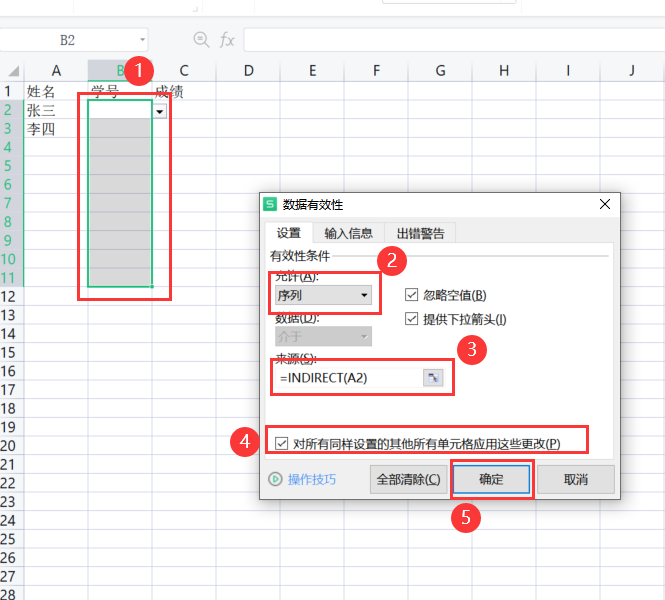 B2 fx
A B C D E F G H I J
1 姓名 学号 成绩
2 张三
3 李四
4
5
6
7
8
9
10
11
12
13
14
15
16
17
18
19
20
21
22
23
24
25
26
27
28
1
S 数据有效性
设置 输入信息 出错警告
有效性条件
2
允许(A):
序列
忽略空值(B)
数据(D):
提供下拉箭头(I)
介于
3
来源(S):
=INDIRECT(A2)
4
对所有同样设置的其他所有单元格应用这些更改(P)
操作技巧 全部清除(C) 确定 取消
5